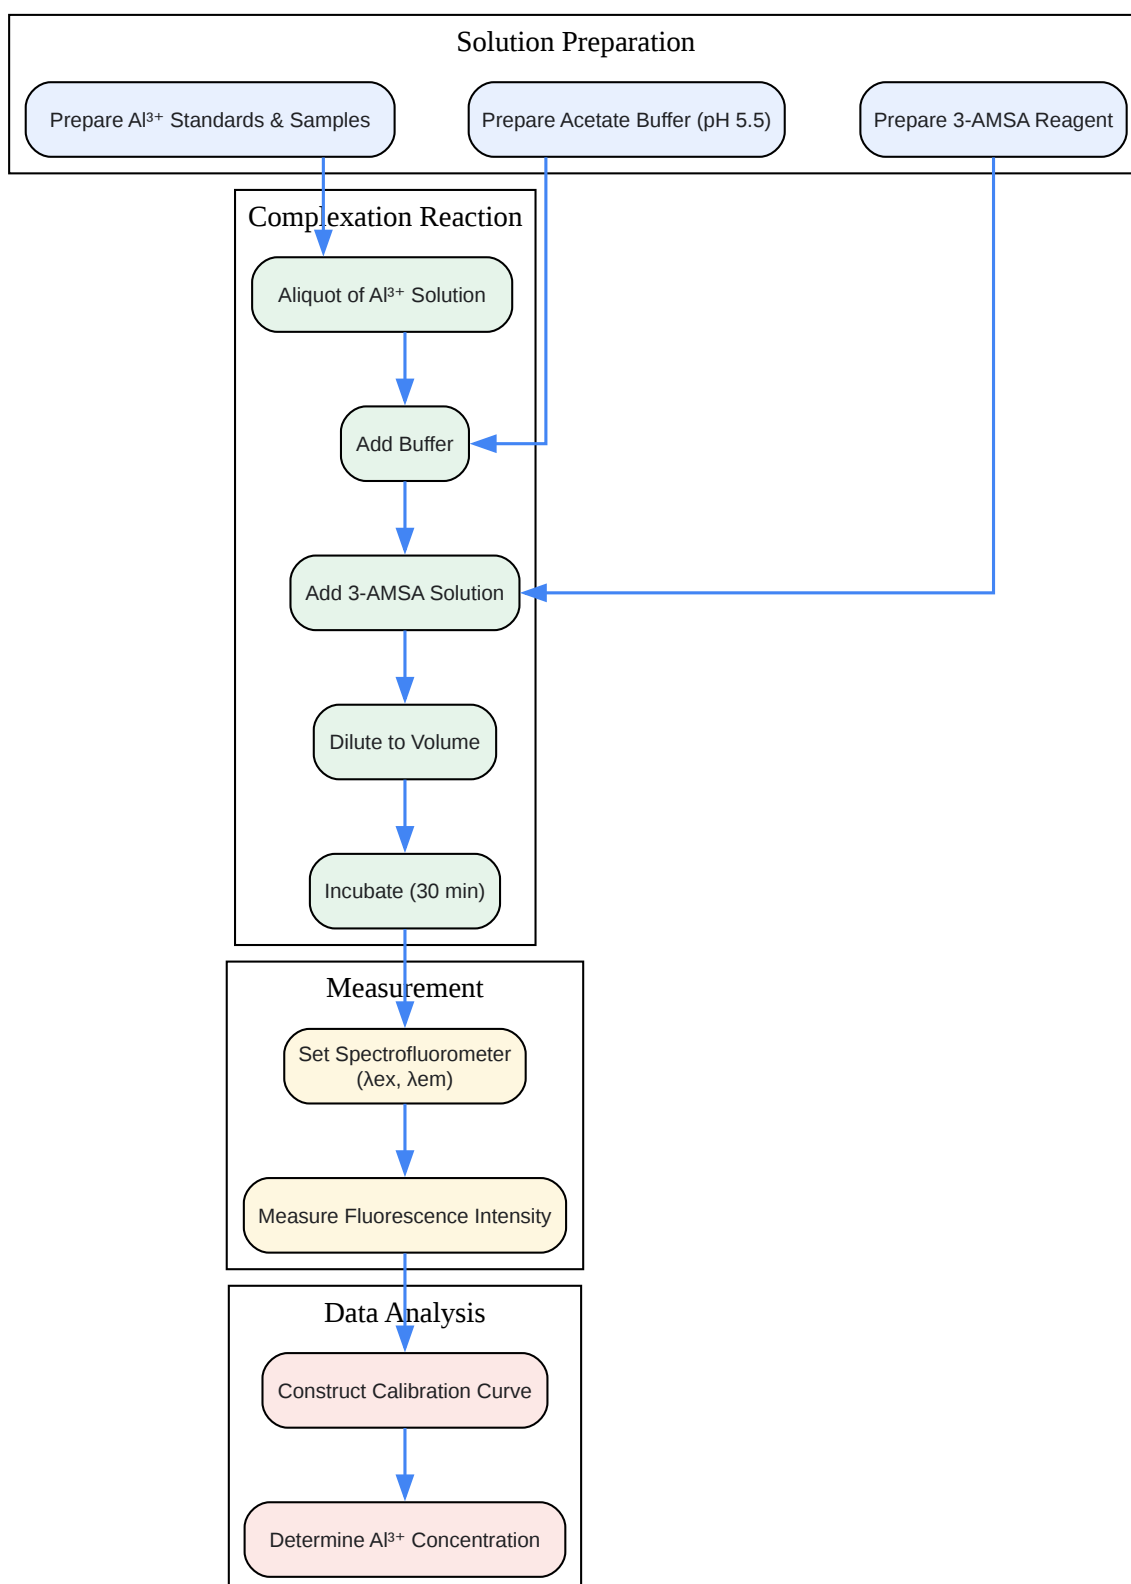 Solution Preparation
Prepare Al³⁺ Standards & Samples
Prepare Acetate Buffer (pH 5.5)
Prepare 3-AMSA Reagent
Complexation Reaction
Aliquot of Al³⁺ Solution
Add Buffer
Add 3-AMSA Solution
Dilute to Volume
Incubate (30 min)
Measurement
Set Spectrofluorometer
(λex, λem)
Measure Fluorescence Intensity
Data Analysis
Construct Calibration Curve
Determine Al³⁺ Concentration